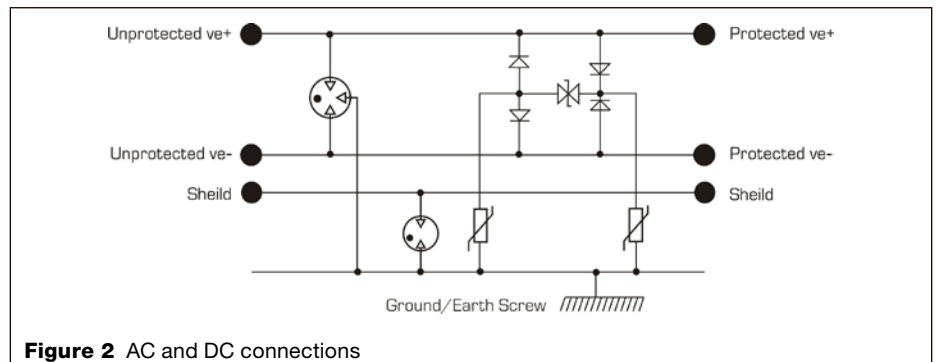 Unprotected ve+
Protected ve+
Unprotected ve-
Protected ve-
Sheild
Sheild
Ground/Earth Screw
Figure 2 AC and DC connections